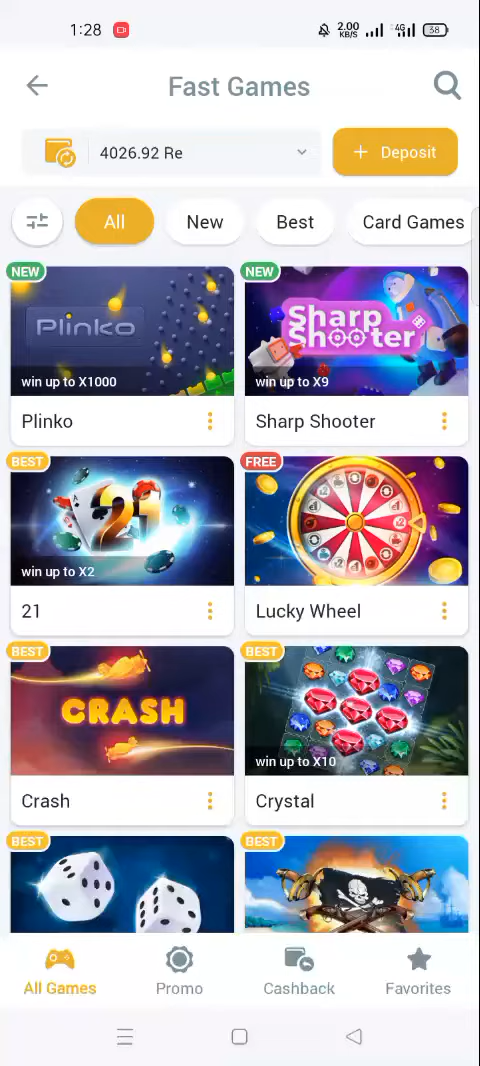 1:28
2.00
KB/S
4G
38
Fast Games
4026.92 Re
+ Deposit
All
New
Best
Card Games
NEW
Plinko
win up to X1000
Plinko
NEW
Sharp
Shooter
win up to X9
Sharp Shooter
BEST
21
win up to X2
21
FREE
Lucky Wheel
BEST
CRASH
Crash
BEST
win up to X10
Crystal
BEST
BEST
All Games
Promo
Cashback
Favorites